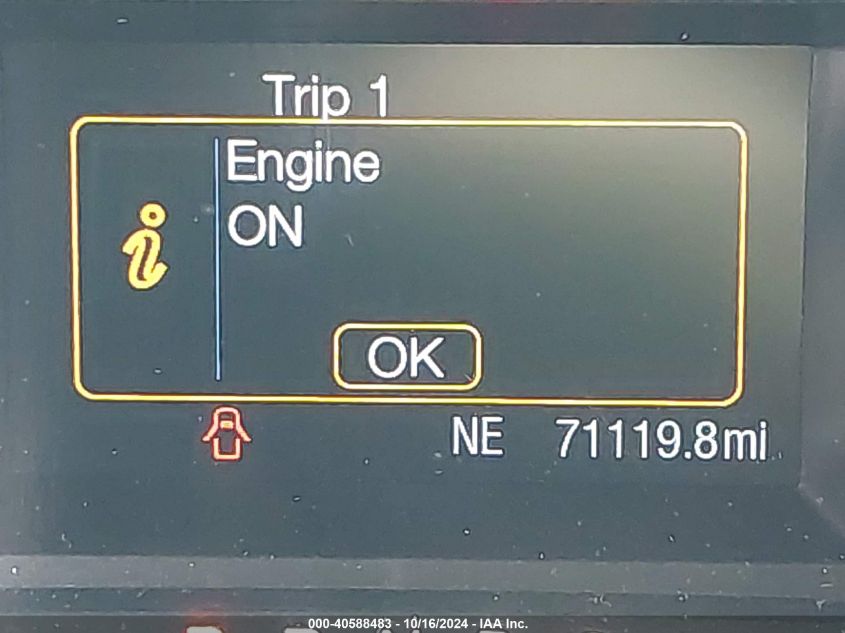 Trip 1
Engine
ON
OK
NE 71119.8mi
000-40588483 - 10/16/2024 - IAA Inc.